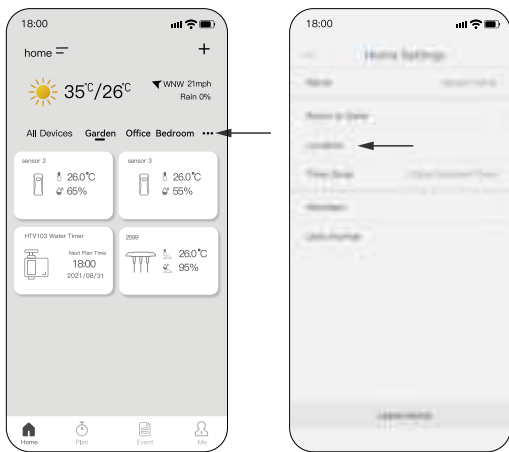 18:00
home
+
35℃/26℃
WNW 21mph
Rain 0%
All Devices Garden Office Bedroom •••
sensor 2
26.0℃
65%
sensor 3
26.0℃
55%
HTV103 Water Timer
Next Plan Time
18:00
2021/08/31
2599
26.0℃
95%
Home Plan Event Me
18:00
Home Settings
Name
Location
Time Zone
Members